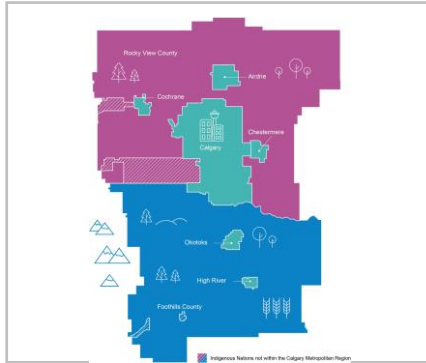 Rocky View County
Airdrie
Cochrane
Chestermere
Calgary
Okotoks
High River
Foothills County
Indigenous Nations not within the Calgary Metropolitan Region